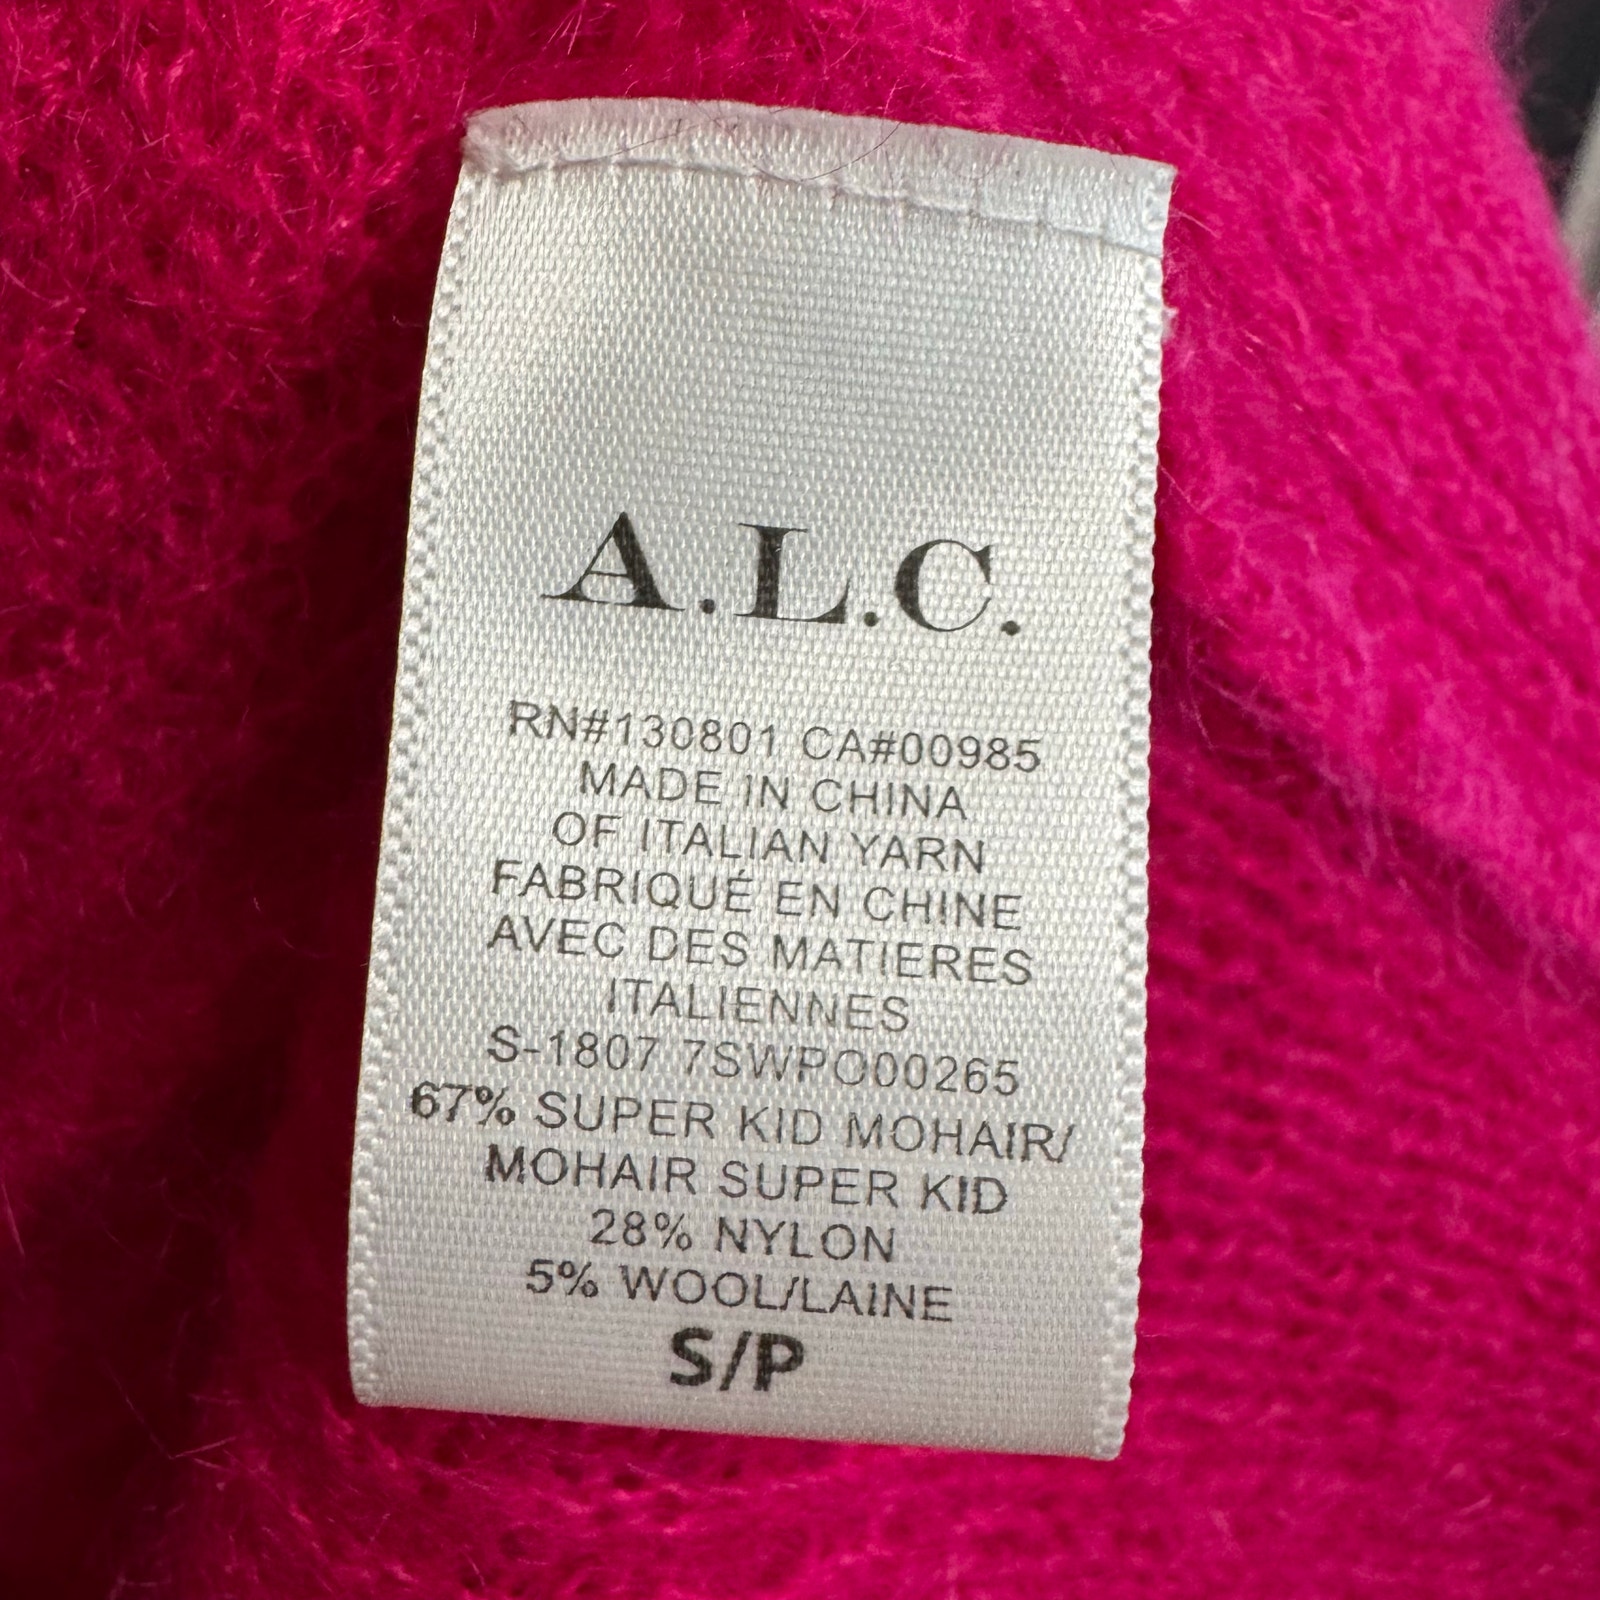 A.L.C.
RN#130801 CA#00985
MADE IN CHINA
OF ITALIAN YARN
FABRIQUÉ EN CHINE
AVEC DES MATIERES
ITALIENNES
S-1807 7SWPO00265
67% SUPER KID MOHAIR/
MOHAIR SUPER KID
28% NYLON
5% WOOL/LAINE
S/P